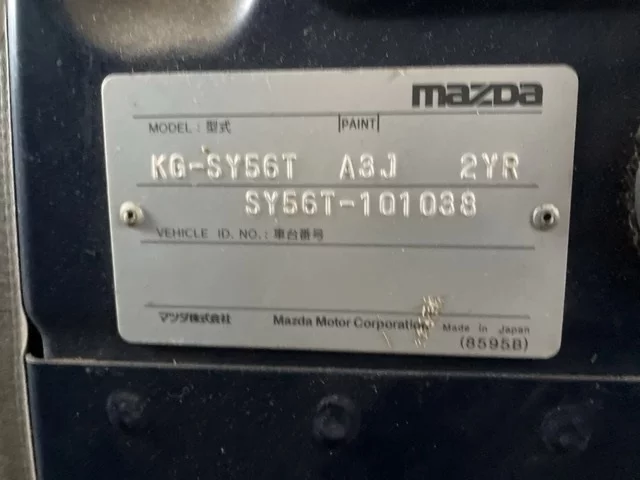 mazda
MODEL : 型式 |PAINT|
KG-SY56T A3J 2YR
SY56T-101038
VEHICLE ID. NO. : 車台番号
マツダ株式会社 Mazda Motor Corporation Made in Japan
(8595B)